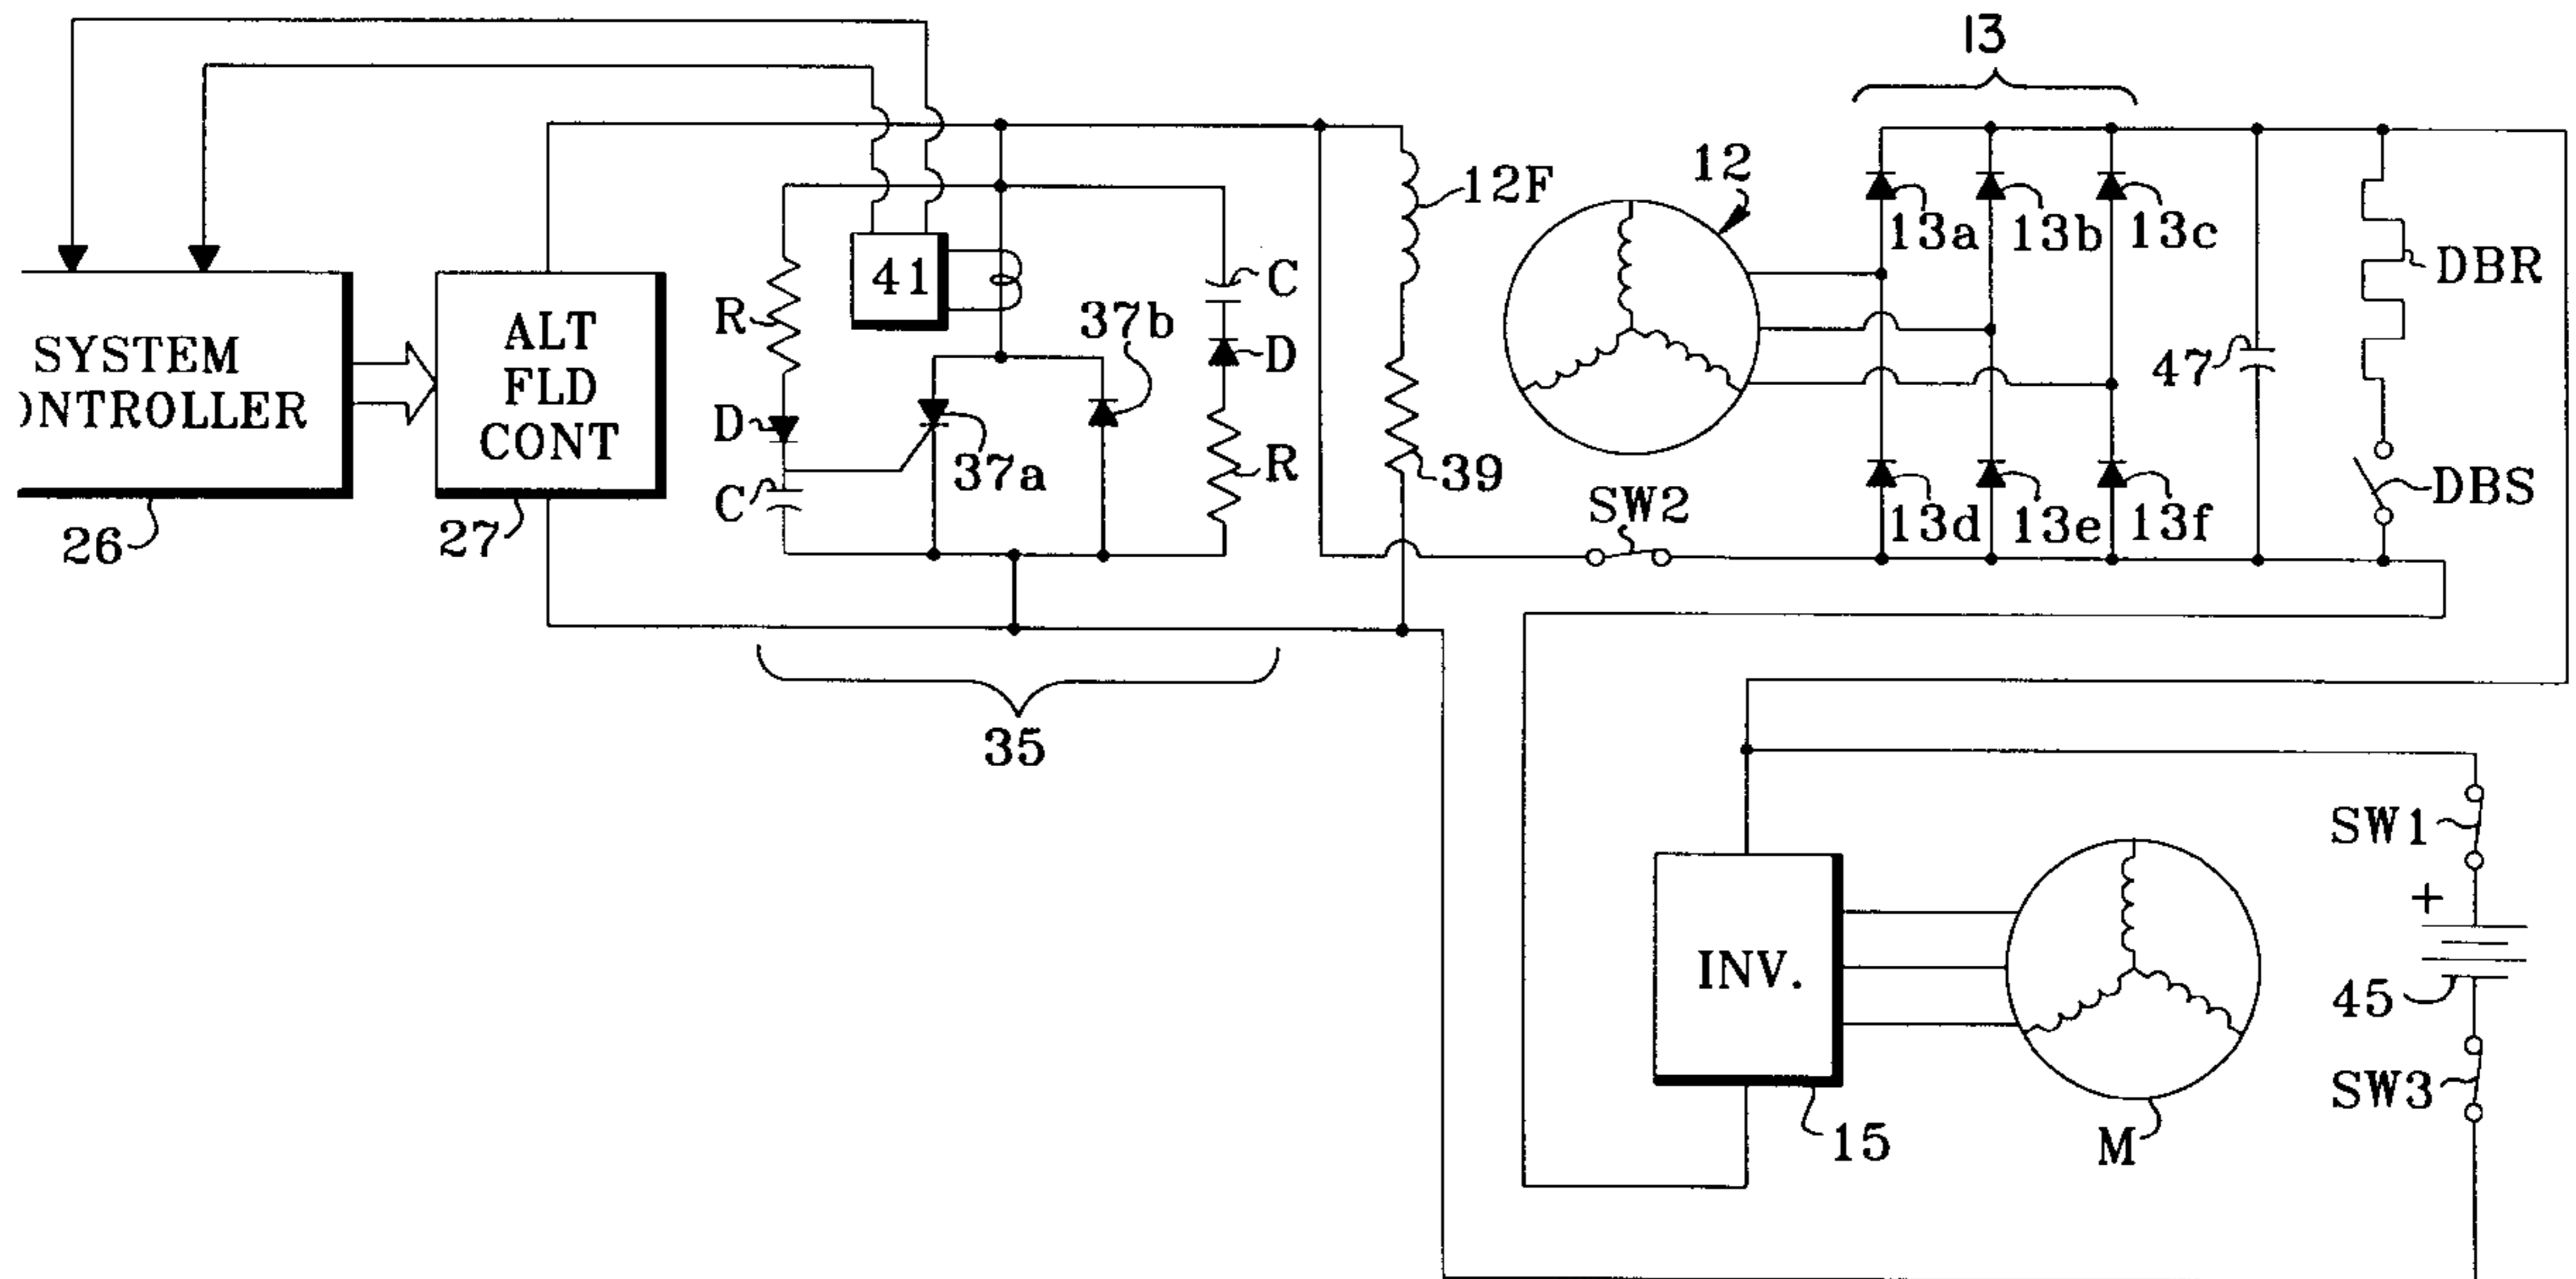 13
12F
12
13a
13b
13c
DBR
41
C
37b
R
ALT
FLD
CONT
SYSTEM
ONTROLLER
D
D
47
37a
R
39
C
SW2
DBS
13d
13e
13f
26
27
35
SW1
+
INV.
45
SW3
15
M